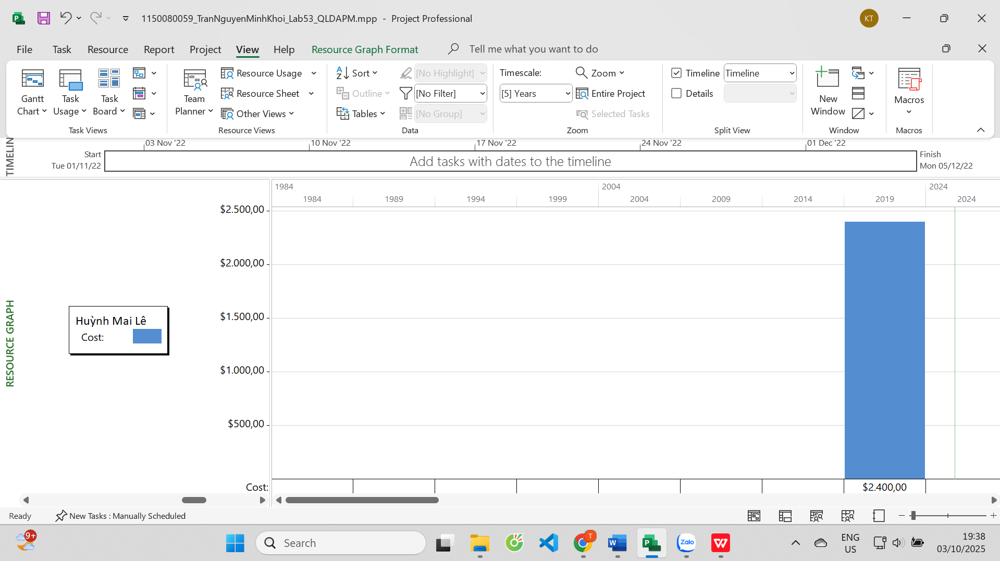 1150080059_TranNguyenMinhKhoi_Lab53_QLDAPM.mpp - Project Professional
KT
File Task Resource Report Project View Help Resource Graph Format Tell me what you want to do
Gantt Chart
Task Usage
Task Board
Task Views
Team Planner
Resource Usage
Resource Sheet
Other Views
Resource Views
Sort
Outline
Tables
[No Highlight]
[No Filter]
[No Group]
Data
Timescale:
[5] Years
Zoom
Entire Project
Selected Tasks
Zoom
Timeline Timeline
Details
Split View
New Window
Window
Macros
Macros
TIMELIN
03 Nov '22 10 Nov '22 17 Nov '22 24 Nov '22 01 Dec '22
Start
Tue 01/11/22
Add tasks with dates to the timeline
Finish
Mon 05/12/22
1984 2004 2024
1984 1989 1994 1999 2004 2009 2014 2019 2024
RESOURCE GRAPH
$2.500,00
$2.000,00
$1.500,00
$1.000,00
$500,00
Huỳnh Mai Lê
Cost:
Cost: $2.400,00
Ready New Tasks : Manually Scheduled
9+
Search
T
Zalo
ENG
US
19:38
03/10/2025